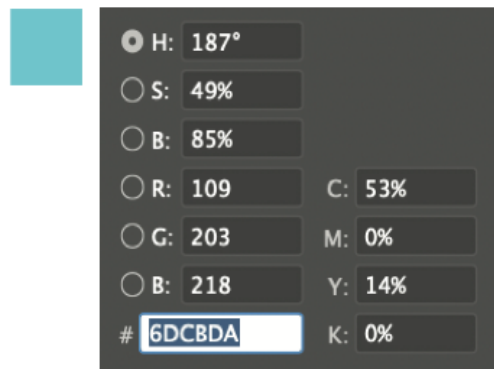 H: 187°
S: 49%
B: 85%
R: 109 C: 53%
G: 203 M: 0%
B: 218 Y: 14%
# 6DCBDA K: 0%